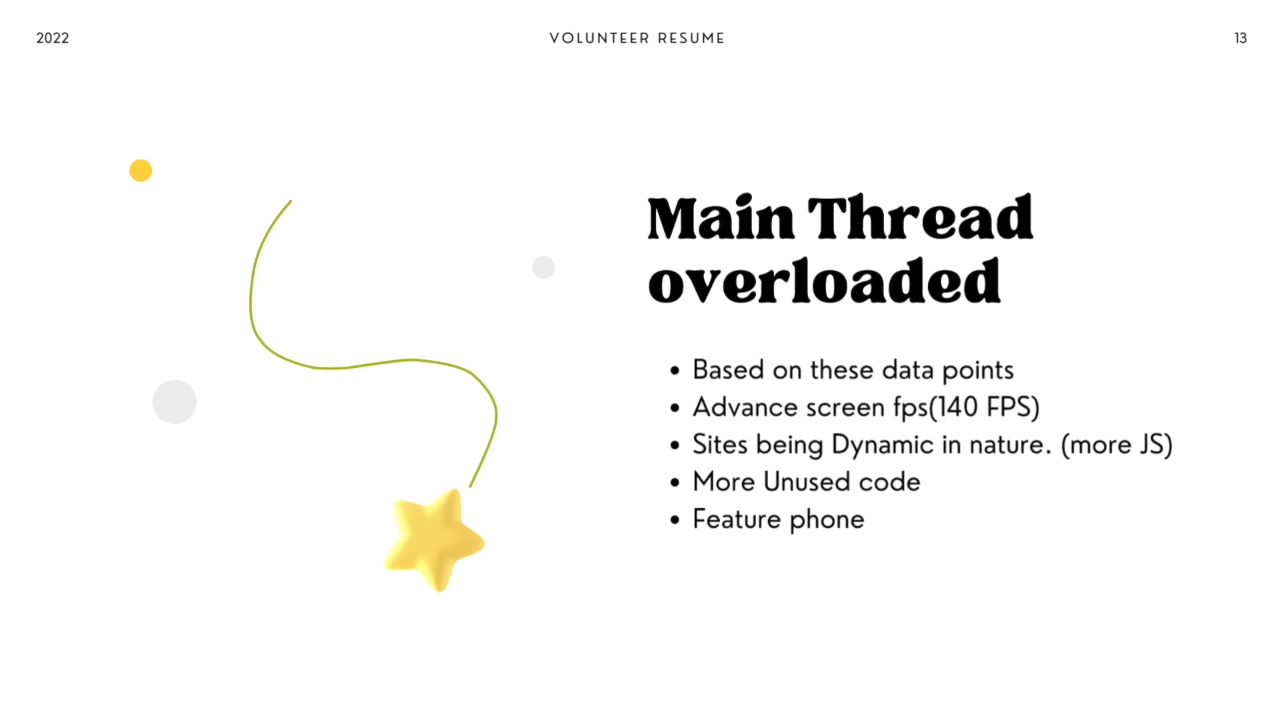 2022
VOLUNTEER RESUME
13
Main Thread
overloaded
• Based on these data points
• Advance screen fps(140 FPS)
• Sites being Dynamic in nature. (more JS)
• More Unused code
• Feature phone